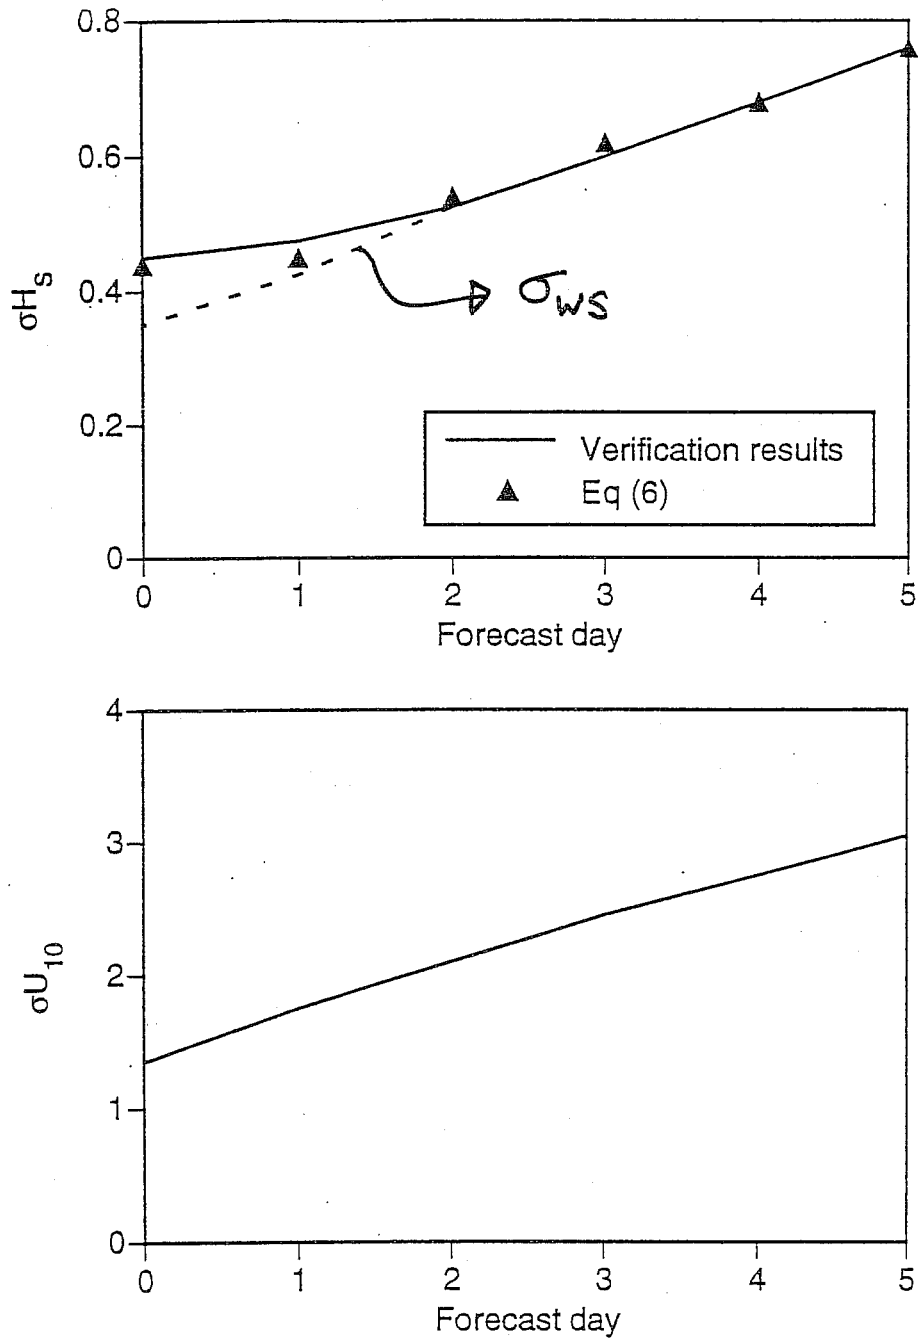 0.8
0.6
0.4
0.2
0
σHS
σWS
Verification results
Eq (6)
0 1 2 3 4 5
Forecast day
4
3
2
1
0
σU10
0 1 2 3 4 5
Forecast day